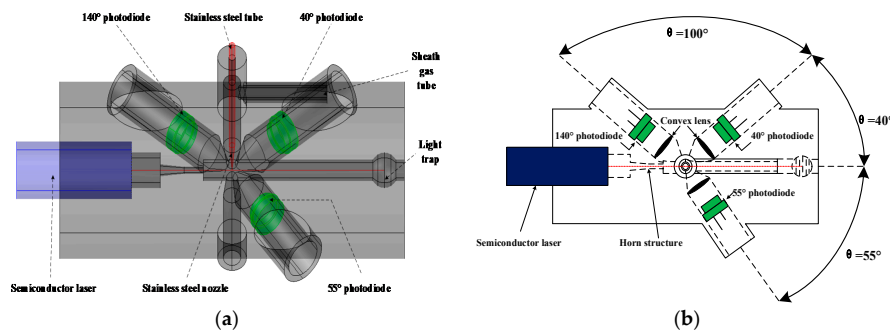 140° photodiode
Stainless steel tube
40° photodiode
Sheath
gas
tube
Light
trap
Semiconductor laser
Stainless steel nozzle
55° photodiode
(a)
θ =100°
θ =40°
Convex lens
140° photodiode
40° photodiode
55° photodiode
Semiconductor laser
Horn structure
θ =55°
(b)